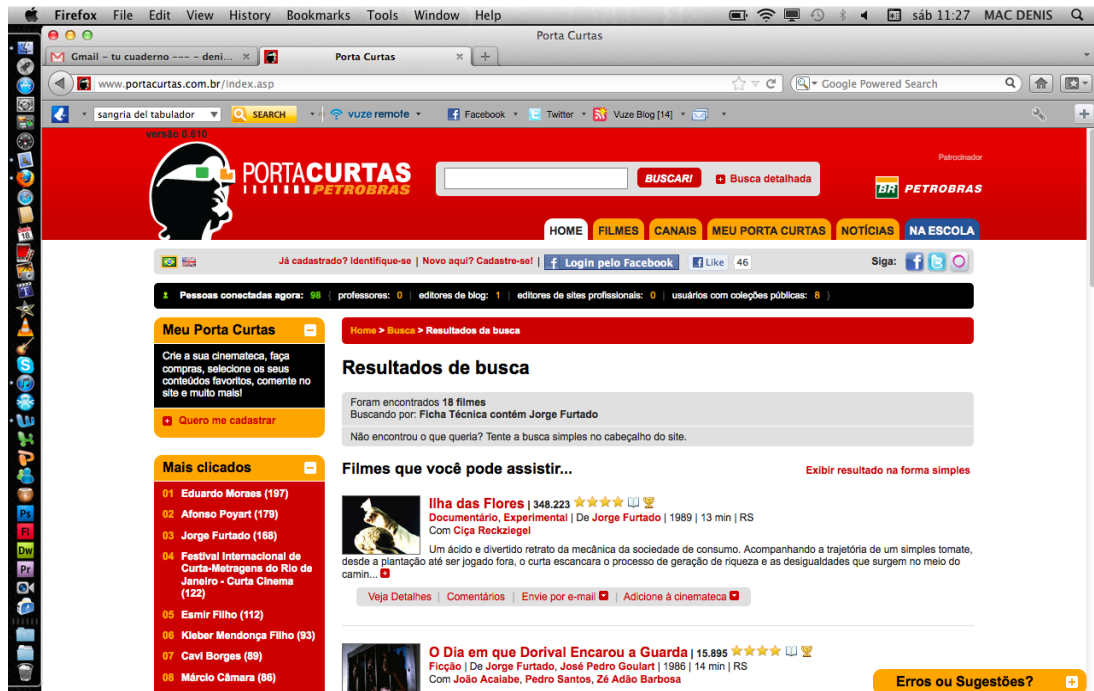 Firefox File Edit View History Bookmarks Tools Window Help
sáb 11:27 MAC DENIS
Porta Curtas
Gmail – tu cuaderno --- – deni...
Porta Curtas
www.portacurtas.com.br/index.asp
Google Powered Search
sangria del tabulador
SEARCH
vuze remote
Facebook
Twitter
Vuze Blog [14]
versão 0.610
PORTACURTAS
PETROBRAS
BUSCAR!
Busca detalhada
Patrocinador
BR PETROBRAS
HOME FILMES CANAIS MEU PORTA CURTAS NOTÍCIAS NA ESCOLA
Já cadastrado? Identifique-se | Novo aqui? Cadastre-se! | f Login pelo Facebook
Like 46
Siga:
Pessoas conectadas agora: 98 { professores: 0 | editores de blog: 1 | editores de sites profissionais: 0 | usuários com coleções públicas: 8 }
Meu Porta Curtas
Crie a sua cinemateca, faça
compras, selecione os seus
conteúdos favoritos, comente no
site e muito mais!
Quero me cadastrar
Mais clicados
01 Eduardo Moraes (197)
02 Afonso Poyart (179)
03 Jorge Furtado (168)
04 Festival Internacional de
Curta-Metragens do Rio de
Janeiro - Curta Cinema
(122)
05 Esmir Filho (112)
06 Kleber Mendonça Filho (93)
07 Cavi Borges (89)
08 Márcio Câmara (86)
Home > Busca > Resultados da busca
Resultados de busca
Foram encontrados 18 filmes
Buscando por: Ficha Técnica contém Jorge Furtado
Não encontrou o que queria? Tente a busca simples no cabeçalho do site.
Filmes que você pode assistir...
Exibir resultado na forma simples
Ilha das Flores | 348.223
Documentário, Experimental | De Jorge Furtado | 1989 | 13 min | RS
Com Ciça Reckziegel
Um ácido e divertido retrato da mecânica da sociedade de consumo. Acompanhando a trajetória de um simples tomate,
desde a plantação até ser jogado fora, o curta escancara o processo de geração de riqueza e as desigualdades que surgem no meio do
camin...
Veja Detalhes | Comentários | Envie por e-mail | Adicione à cinemateca
O Dia em que Dorival Encarou a Guarda | 15.895
Ficção | De Jorge Furtado, José Pedro Goulart | 1986 | 14 min | RS
Com João Acaiabe, Pedro Santos, Zé Adão Barbosa
Erros ou Sugestões?
18
Ps
Fl
Dw
Pr